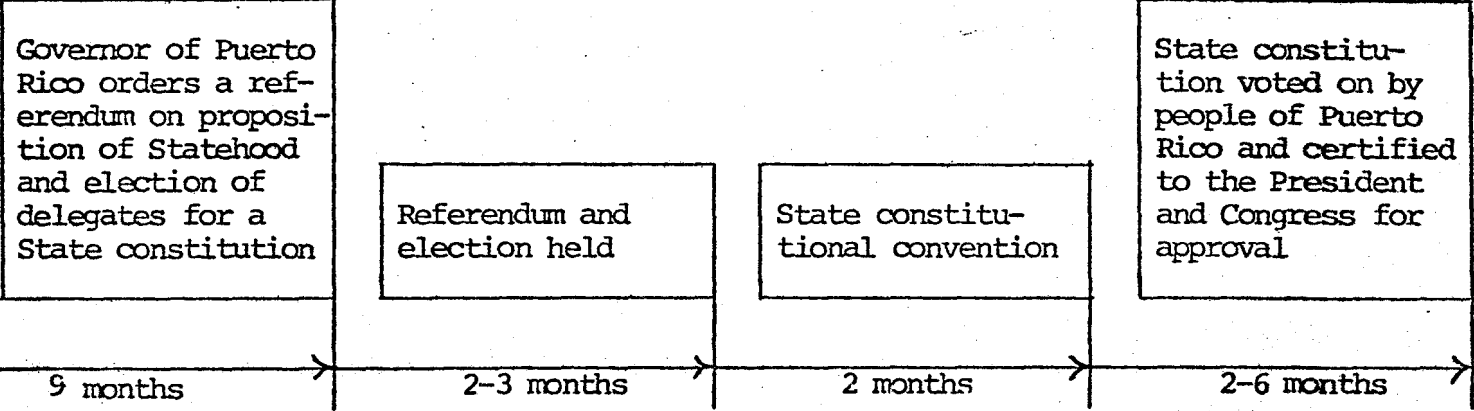 Governor of Puerto
Rico orders a ref-
erendum on proposi-
tion of Statehood
and election of
delegates for a
State constitution
Referendum and
election held
State constitu-
tional convention
State constitu-
tion voted on by
people of Puerto
Rico and certified
to the President
and Congress for
approval
9 months
2-3 months
2 months
2-6 months